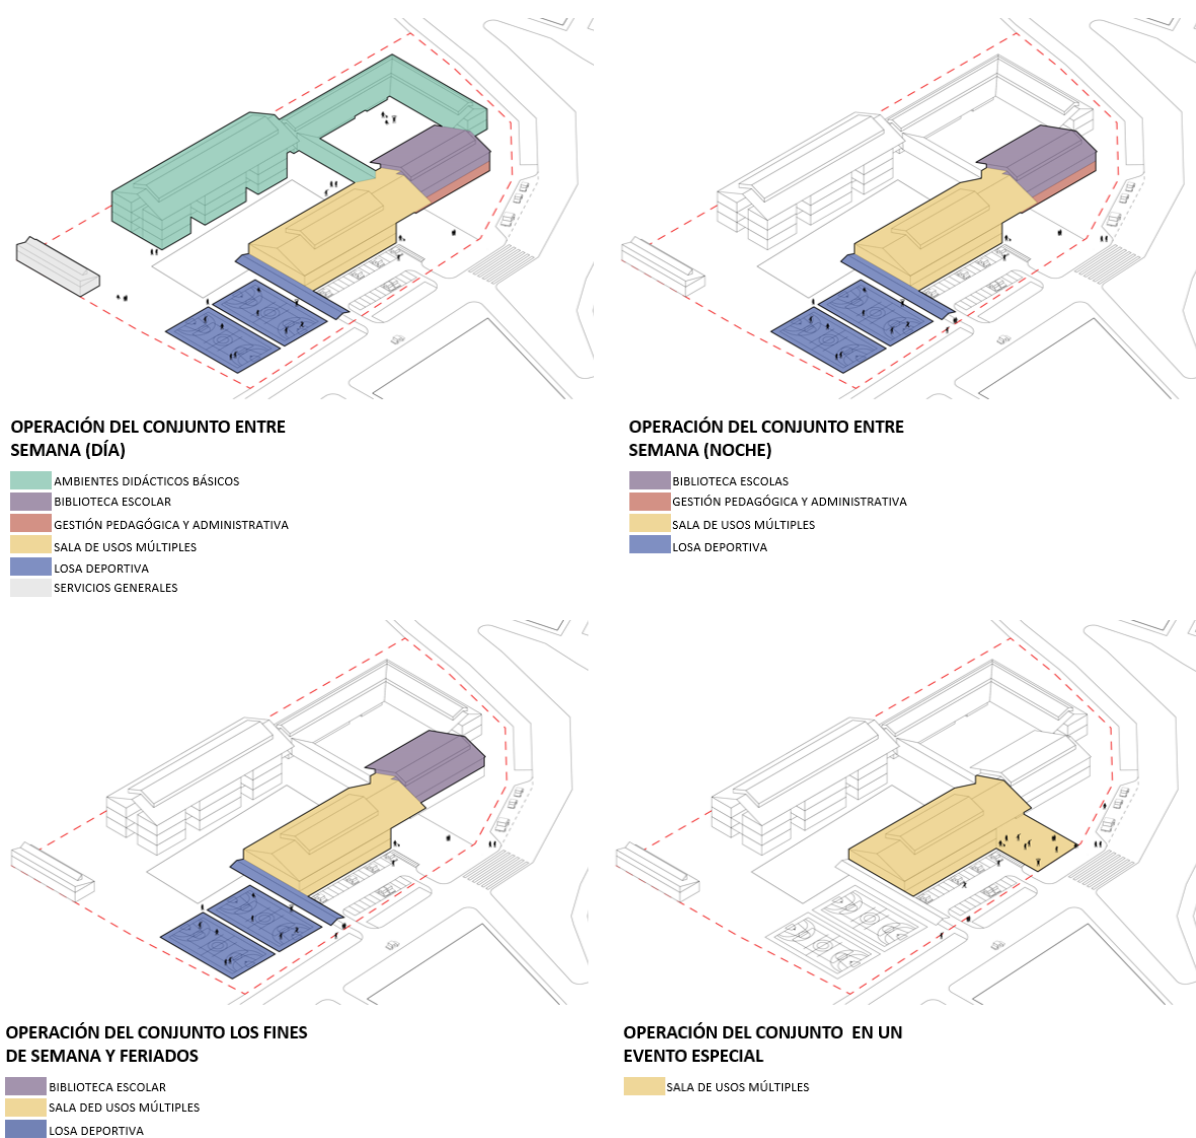 OPERACIÓN DEL CONJUNTO ENTRE
SEMANA (DÍA)
AMBIENTES DIDÁCTICOS BÁSICOS
BIBLIOTECA ESCOLAR
GESTIÓN PEDAGÓGICA Y ADMINISTRATIVA
SALA DE USOS MÚLTIPLES
LOSA DEPORTIVA
SERVICIOS GENERALES
OPERACIÓN DEL CONJUNTO ENTRE
SEMANA (NOCHE)
BIBLIOTECA ESCOLAS
GESTIÓN PEDAGÓGICA Y ADMINISTRATIVA
SALA DE USOS MÚLTIPLES
LOSA DEPORTIVA
OPERACIÓN DEL CONJUNTO LOS FINES
DE SEMANA Y FERIADOS
BIBLIOTECA ESCOLAR
SALA DED USOS MÚLTIPLES
LOSA DEPORTIVA
OPERACIÓN DEL CONJUNTO EN UN
EVENTO ESPECIAL
SALA DE USOS MÚLTIPLES